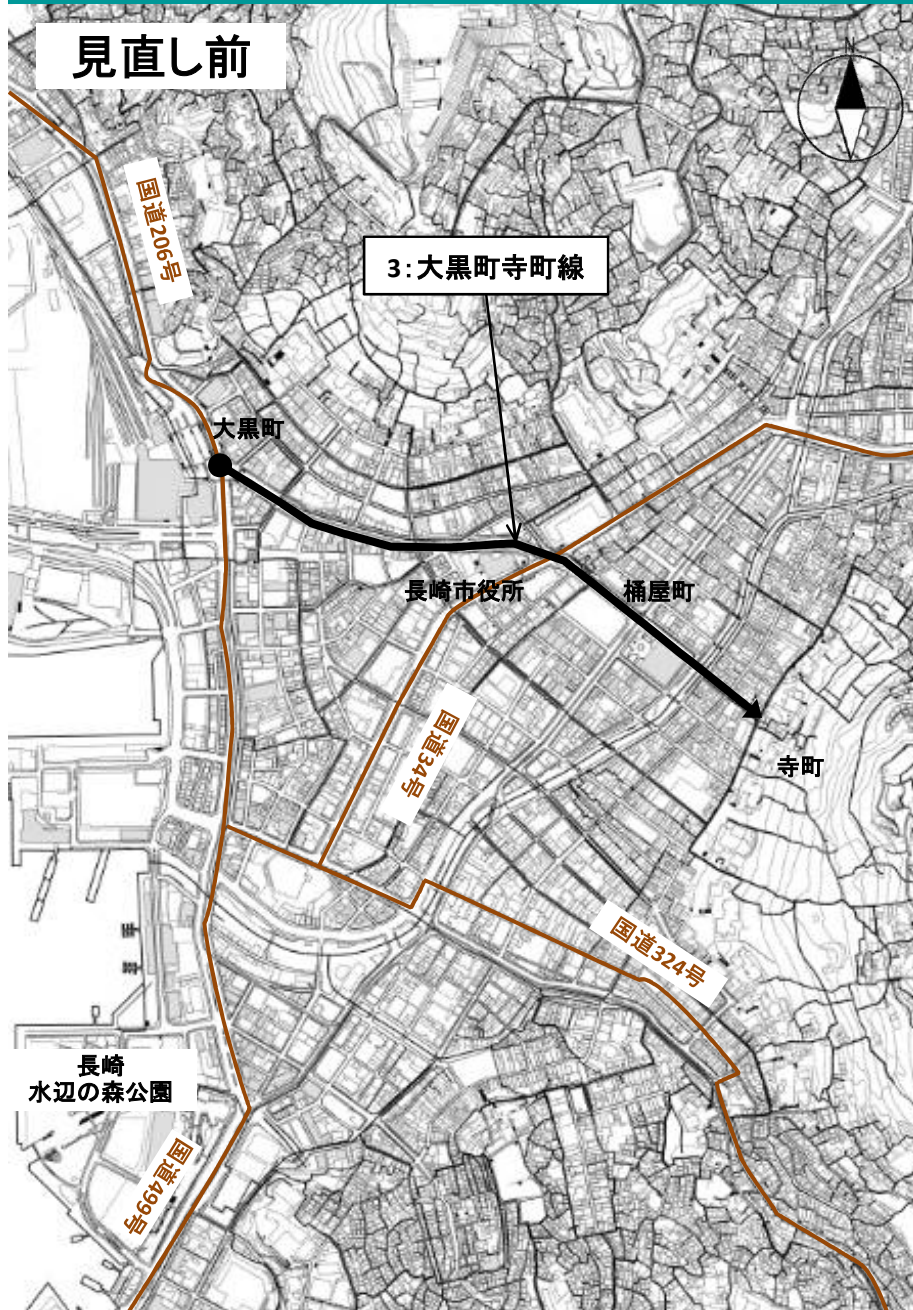 見直し前
N
国道206号
3:大黒町寺町線
大黒町
長崎市役所
桶屋町
国道34号
寺町
国道324号
長崎
水辺の森公園
国道499号